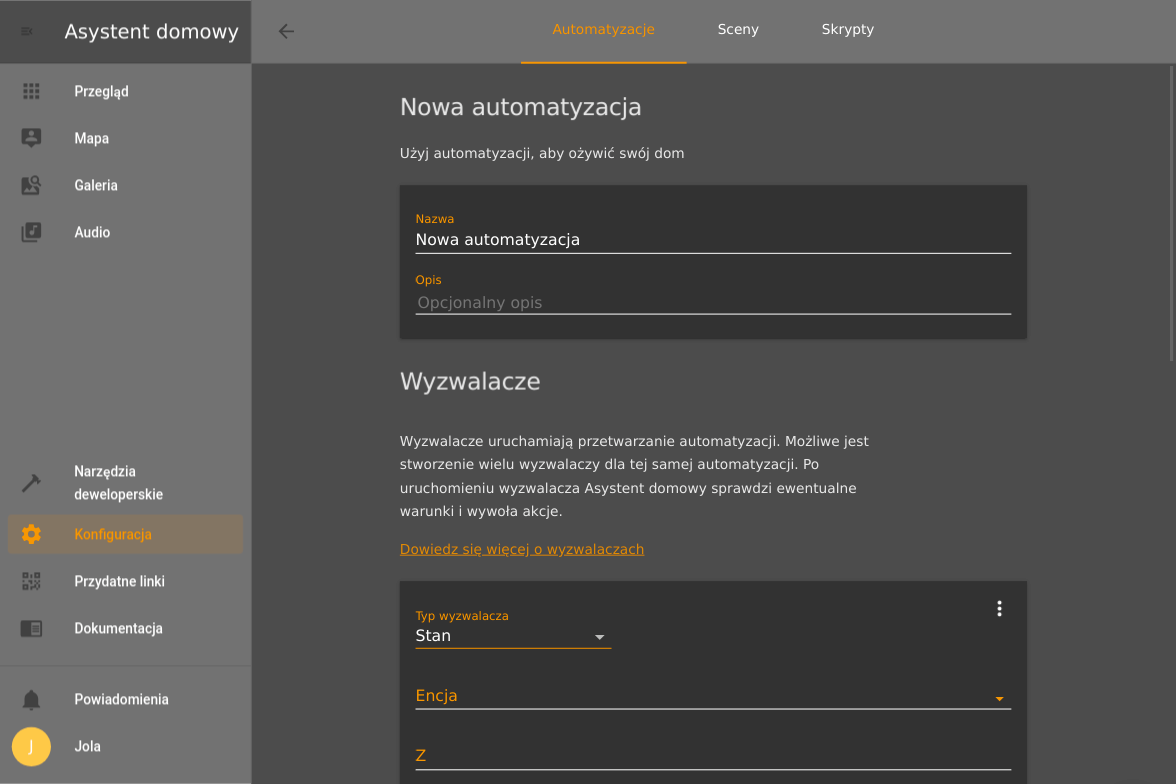 Asystent domowy
Przegląd
Mapa
Galeria
Audio
Narzędzia
deweloperskie
Konfiguracja
Przydatne linki
Dokumentacja
Powiadomienia
J
Jola
Automatyzacje
Sceny
Skrypty
Nowa automatyzacja
Użyj automatyzacji, aby ożywić swój dom
Nazwa
Nowa automatyzacja
Opis
Opcjonalny opis
Wyzwalacze
Wyzwalacze uruchamiają przetwarzanie automatyzacji. Możliwe jest
stworzenie wielu wyzwalaczy dla tej samej automatyzacji. Po
uruchomieniu wyzwalacza Asystent domowy sprawdzi ewentualne
warunki i wywoła akcje.
Dowiedz się więcej o wyzwalaczach
Typ wyzwalacza
Stan
Encja
Z